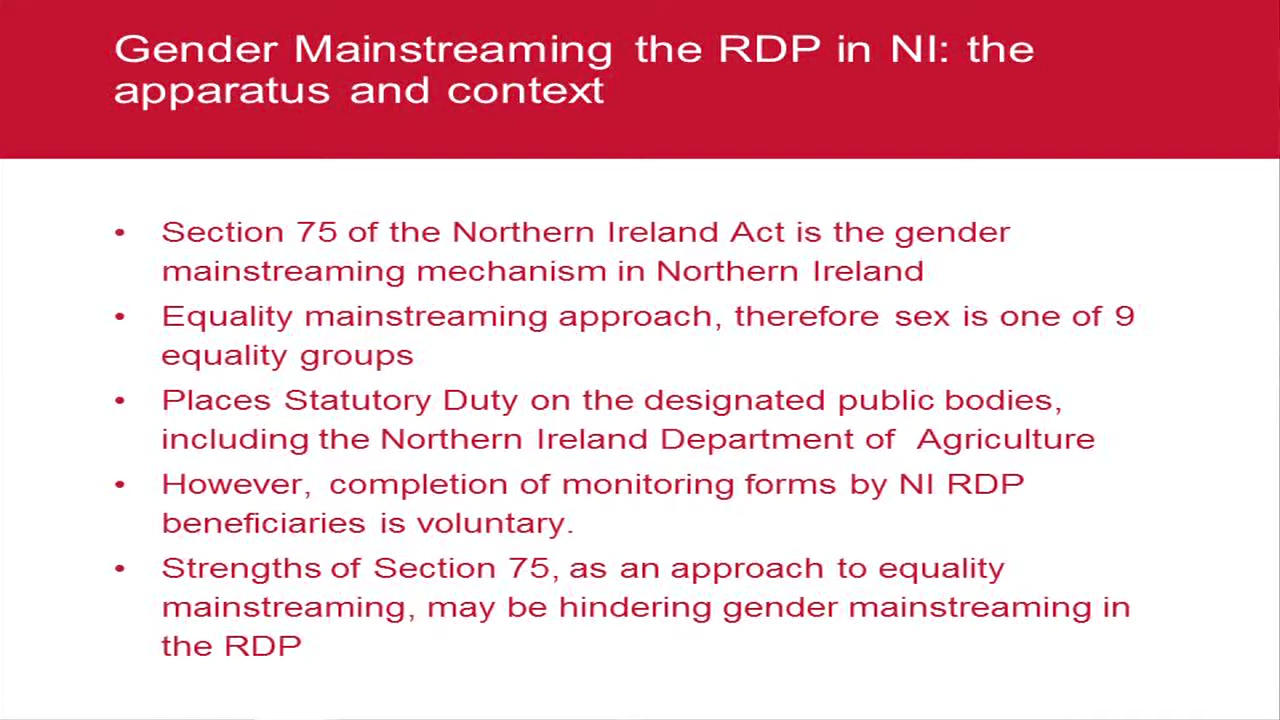 Gender Mainstreaming the RDP in NI: the
apparatus and context
• Section 75 of the Northern Ireland Act is the gender
mainstreaming mechanism in Northern Ireland
• Equality mainstreaming approach, therefore sex is one of 9
equality groups
• Places Statutory Duty on the designated public bodies,
including the Northern Ireland Department of Agriculture
• However, completion of monitoring forms by NI RDP
beneficiaries is voluntary.
• Strengths of Section 75, as an approach to equality
mainstreaming, may be hindering gender mainstreaming in
the RDP